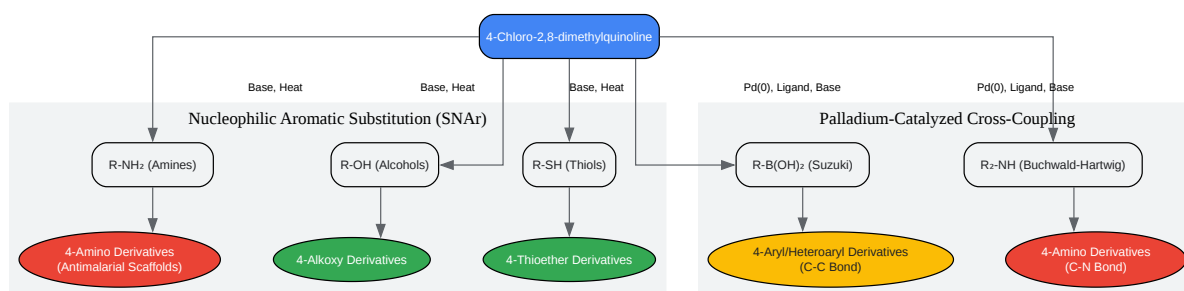 4-Chloro-2,8-dimethylquinoline
Base, Heat
Base, Heat
Base, Heat
Pd(0), Ligand, Base
Pd(0), Ligand, Base
Nucleophilic Aromatic Substitution (SNAr)
Palladium-Catalyzed Cross-Coupling
R-NH₂ (Amines)
R-OH (Alcohols)
R-SH (Thiols)
R-B(OH)₂ (Suzuki)
R₂-NH (Buchwald-Hartwig)
4-Amino Derivatives
(Antimalarial Scaffolds)
4-Alkoxy Derivatives
4-Thioether Derivatives
4-Aryl/Heteroaryl Derivatives
(C-C Bond)
4-Amino Derivatives
(C-N Bond)